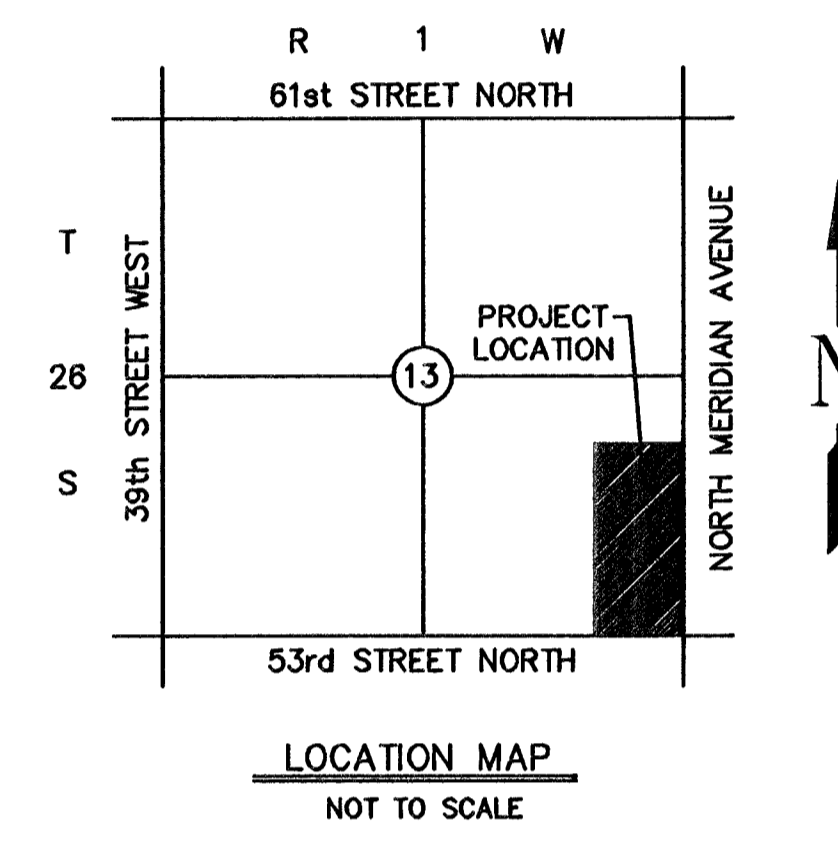 R 1 W
61st STREET NORTH
T
26
S
39th STREET WEST
PROJECT
LOCATION
13
NORTH MERIDIAN AVENUE
N
53rd STREET NORTH
LOCATION MAP
NOT TO SCALE